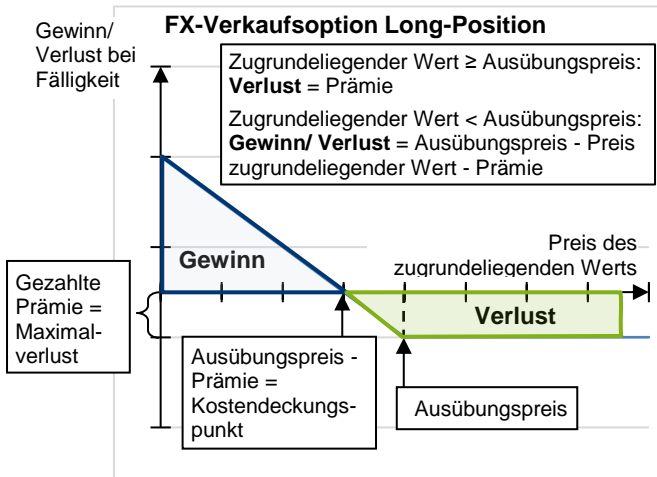 FX-Verkaufsoption Long-Position
Gewinn/
Verlust bei
Fälligkeit
Zugrundeliegender Wert ≥ Ausübungspreis:
Verlust = Prämie
Zugrundeliegender Wert < Ausübungspreis:
Gewinn/ Verlust = Ausübungspreis - Preis
zugrundeliegender Wert - Prämie
Gewinn
Preis des
zugrundeliegenden Werts
Gezahlte
Prämie =
Maximal-
verlust
Verlust
Ausübungspreis -
Prämie =
Kostendeckungs-
punkt
Ausübungspreis